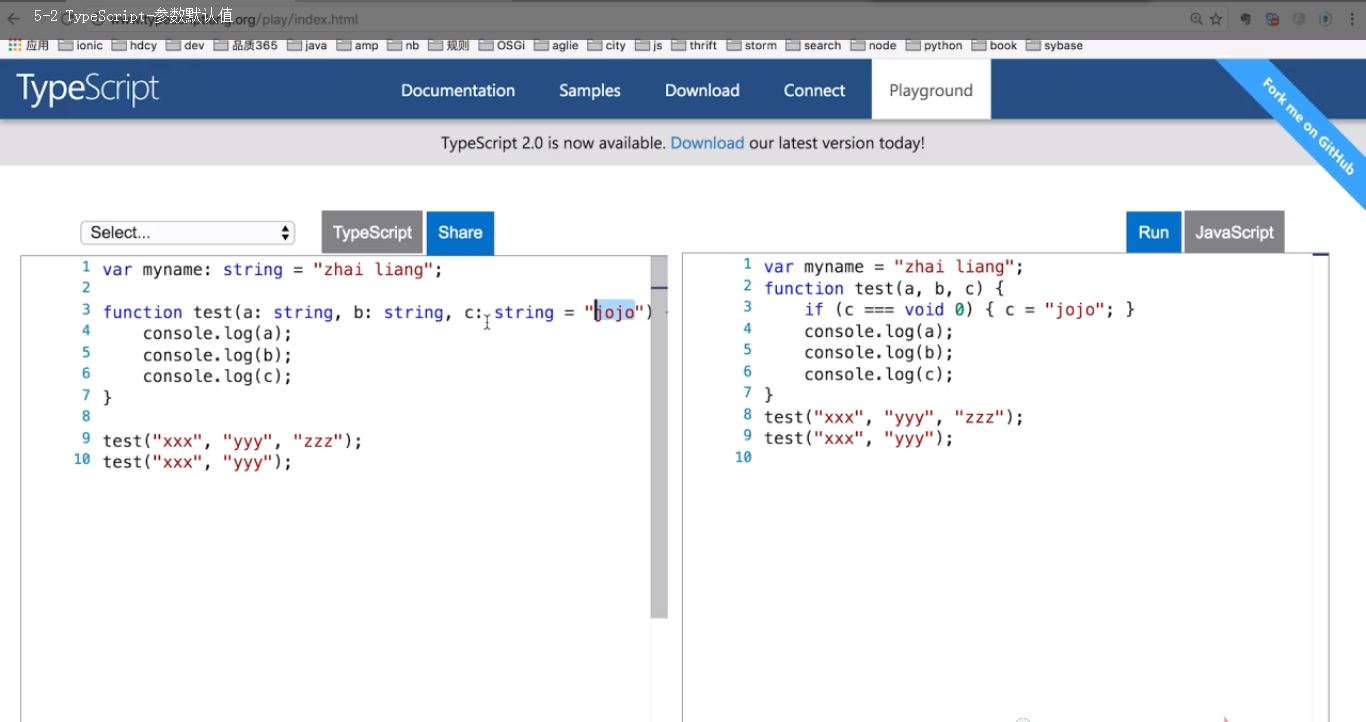 5-2 TypeScript-参数默认值
.org/play/index.html
应用 ionic hdcy dev 品质365 java amp nb 规则 OSGi aglie city js thrift storm search node python book sybase
TypeScript
Documentation Samples Download Connect Playground
Fork me on GitHub
TypeScript 2.0 is now available. Download our latest version today!
Select... TypeScript Share
1 var myname: string = "zhai liang";
2
3 function test(a: string, b: string, c: string = "jojo")
4 console.log(a);
5 console.log(b);
6 console.log(c);
7 }
8
9 test("xxx", "yyy", "zzz");
10 test("xxx", "yyy");
Run JavaScript
1 var myname = "zhai liang";
2 function test(a, b, c) {
3 if (c === void 0) { c = "jojo"; }
4 console.log(a);
5 console.log(b);
6 console.log(c);
7 }
8 test("xxx", "yyy", "zzz");
9 test("xxx", "yyy");
10